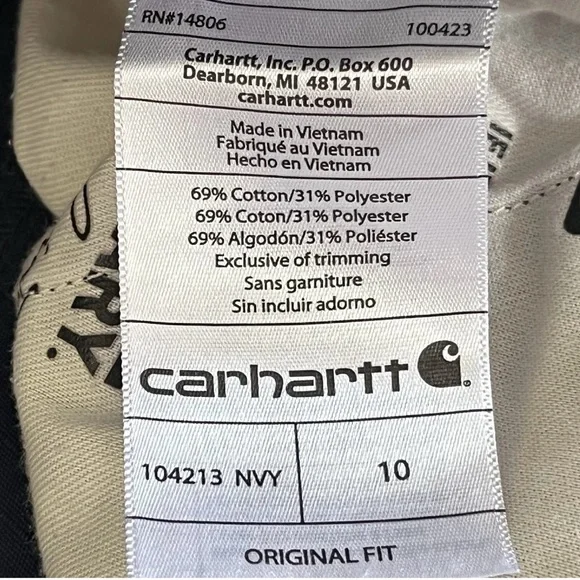 RN#14806 100423
Carhartt, Inc. P.O. Box 600
Dearborn, MI 48121 USA
carhartt.com
Made in Vietnam
Fabriqué au Vietnam
Hecho en Vietnam
69% Cotton/31% Polyester
69% Coton/31% Polyester
69% Algodón/31% Poliéster
Exclusive of trimming
Sans garniture
Sin incluir adorno
carhartt
104213 NVY 10
ORIGINAL FIT